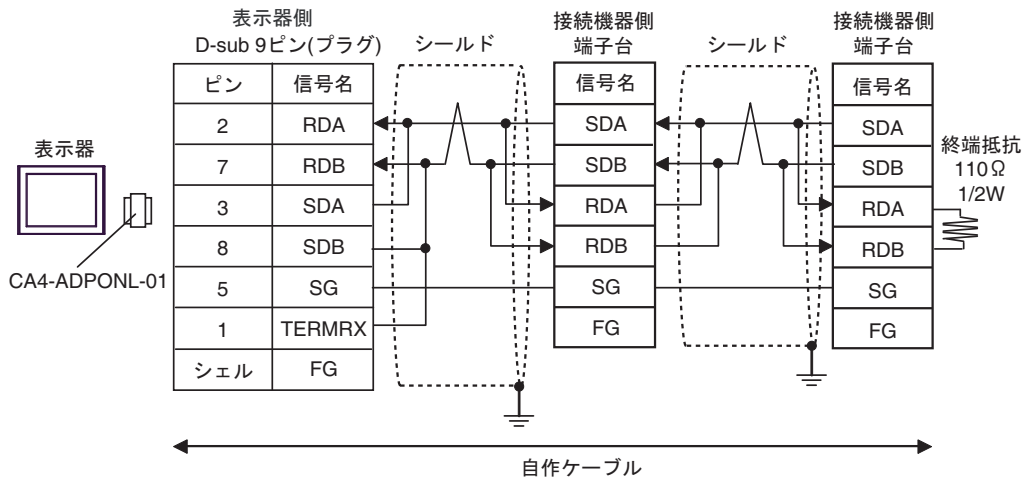 表示器側
D-sub 9ピン(プラグ)
シールド
接続機器側
端子台
シールド
接続機器側
端子台
ピン 信号名
2 RDA
7 RDB
3 SDA
8 SDB
5 SG
1 TERMRX
シェル FG
信号名
SDA
SDB
RDA
RDB
SG
FG
信号名
SDA
SDB
RDA
RDB
SG
FG
表示器
CA4-ADPONL-01
終端抵抗
110Ω
1/2W
自作ケーブル